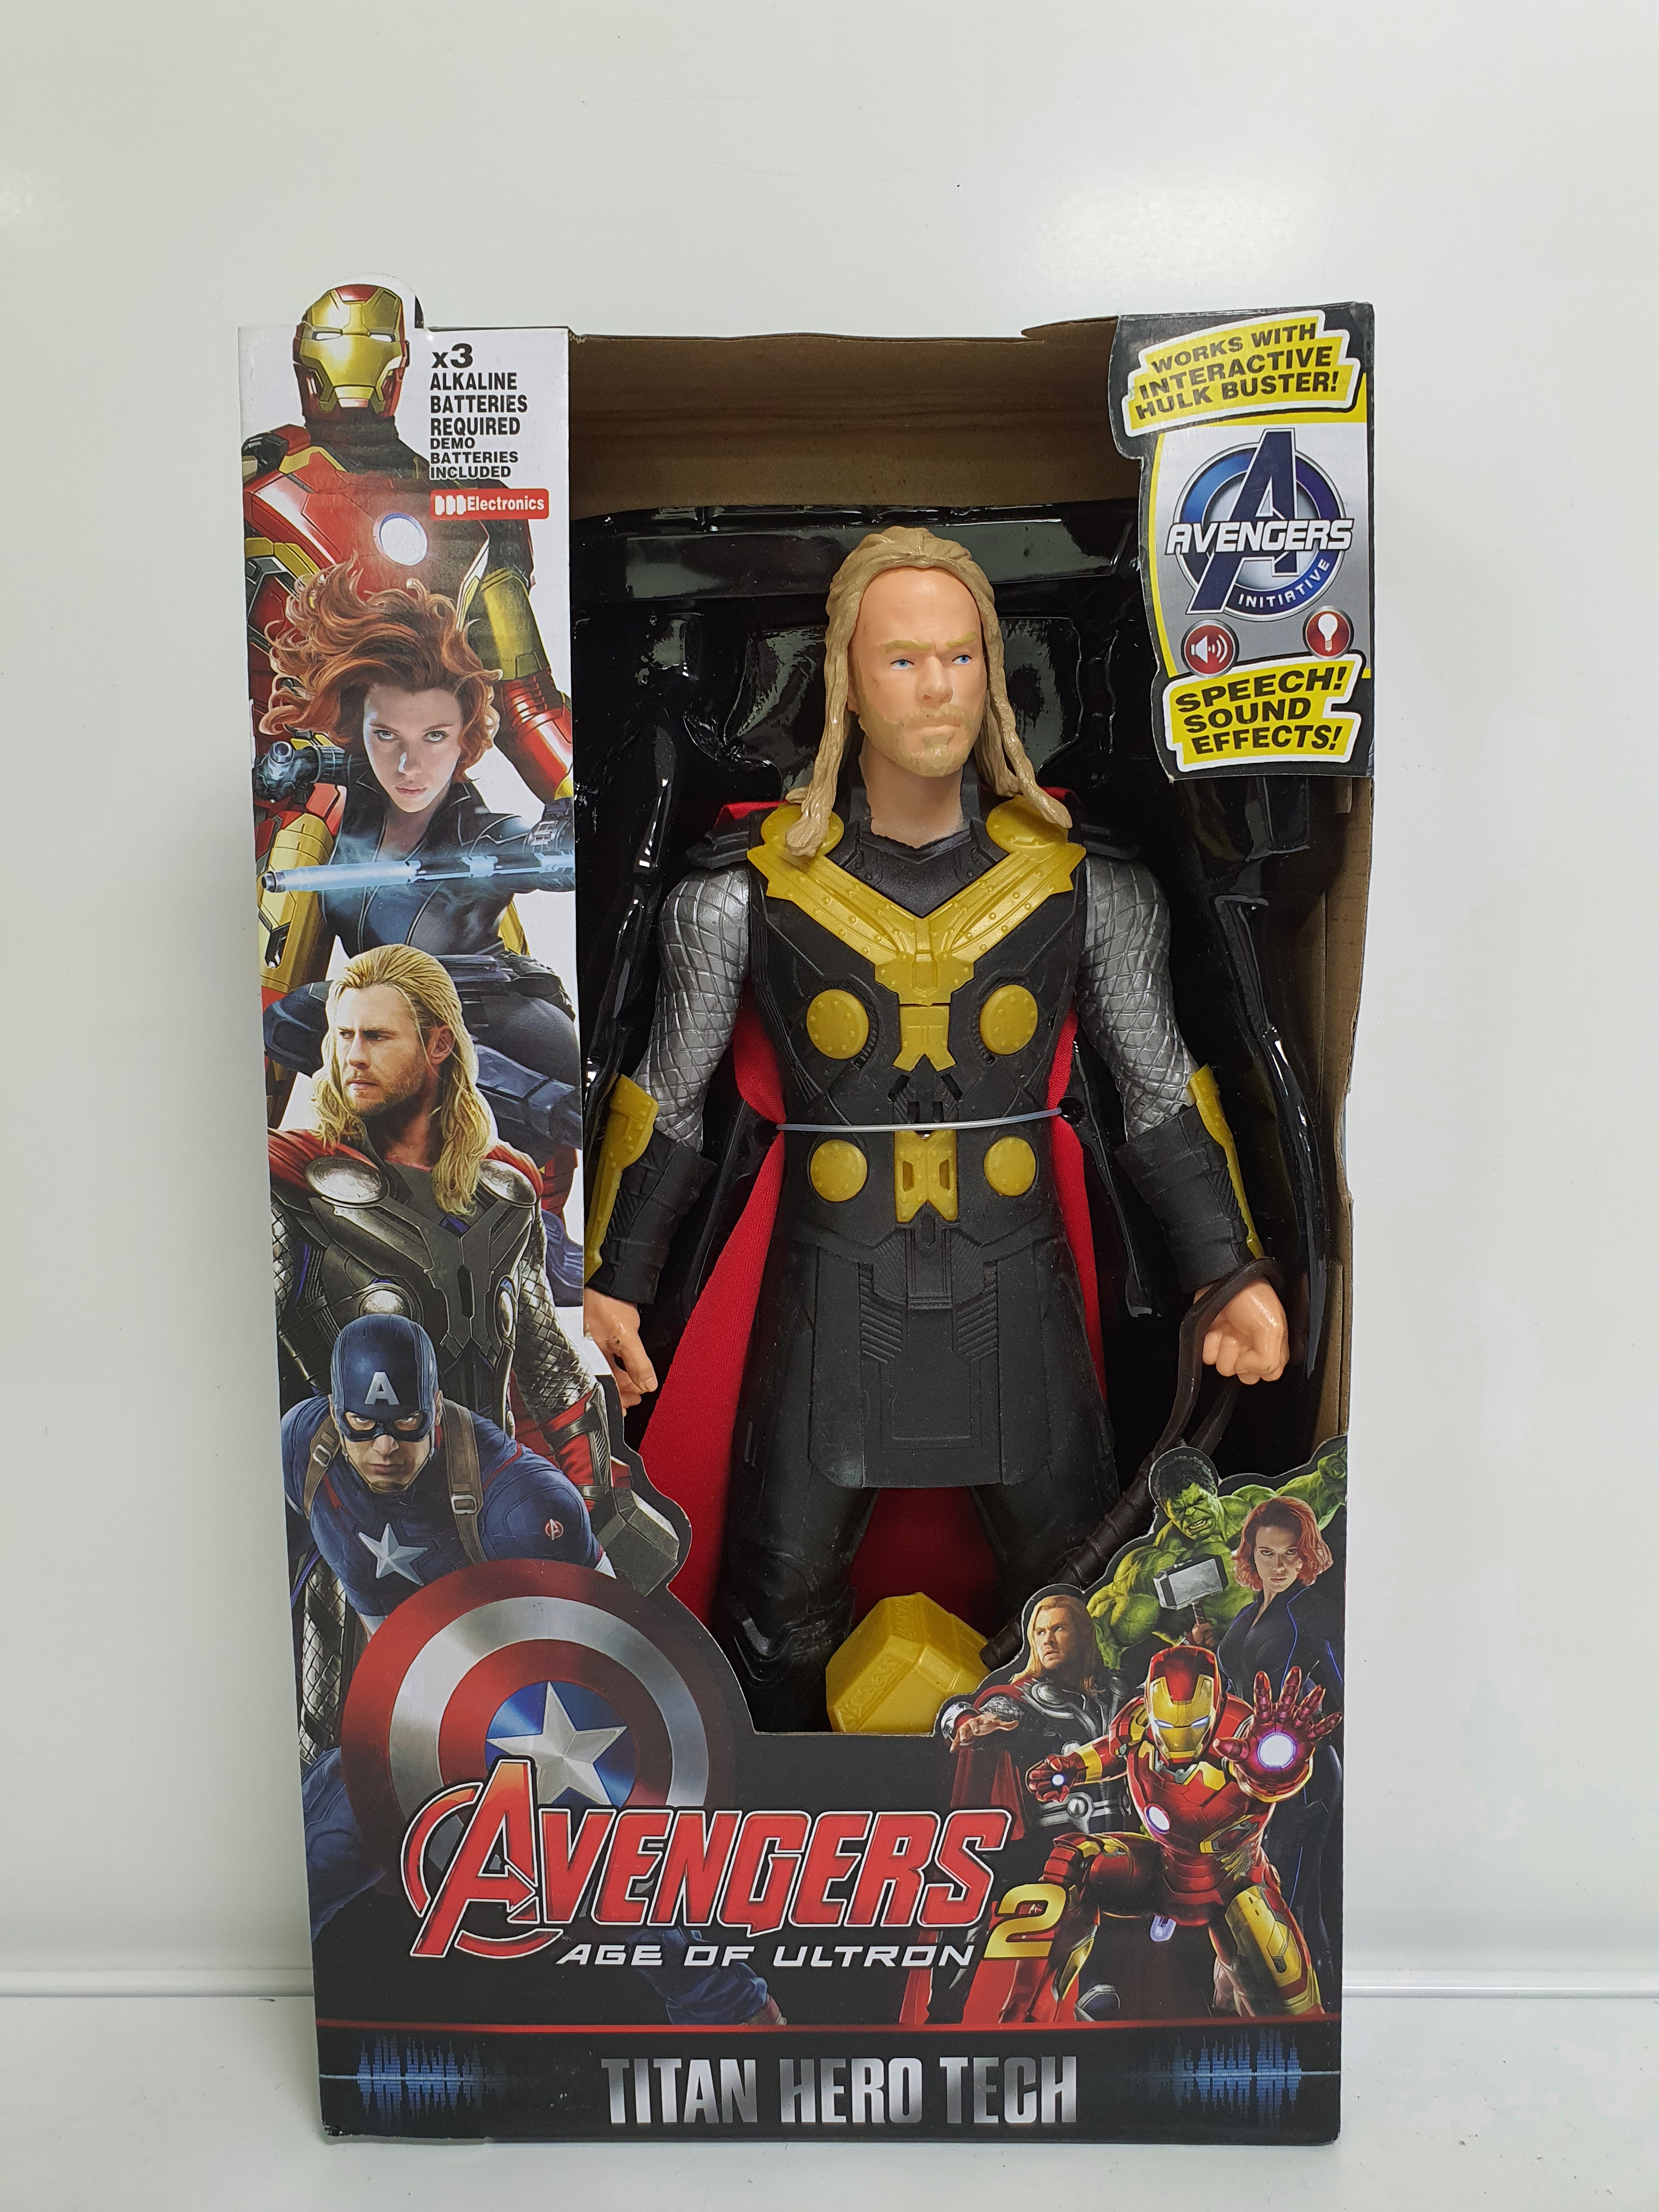 x3
ALKALINE
BATTERIES
REQUIRED
DEMO
BATTERIES
INCLUDED
Electronics
WORKS WITH
INTERACTIVE
HULK BUSTER!
A
AVENGERS
INITIATIVE
SPEECH!
SOUND
EFFECTS!
A
AVENGERS
AGE OF ULTRON 2
TITAN HERO TECH